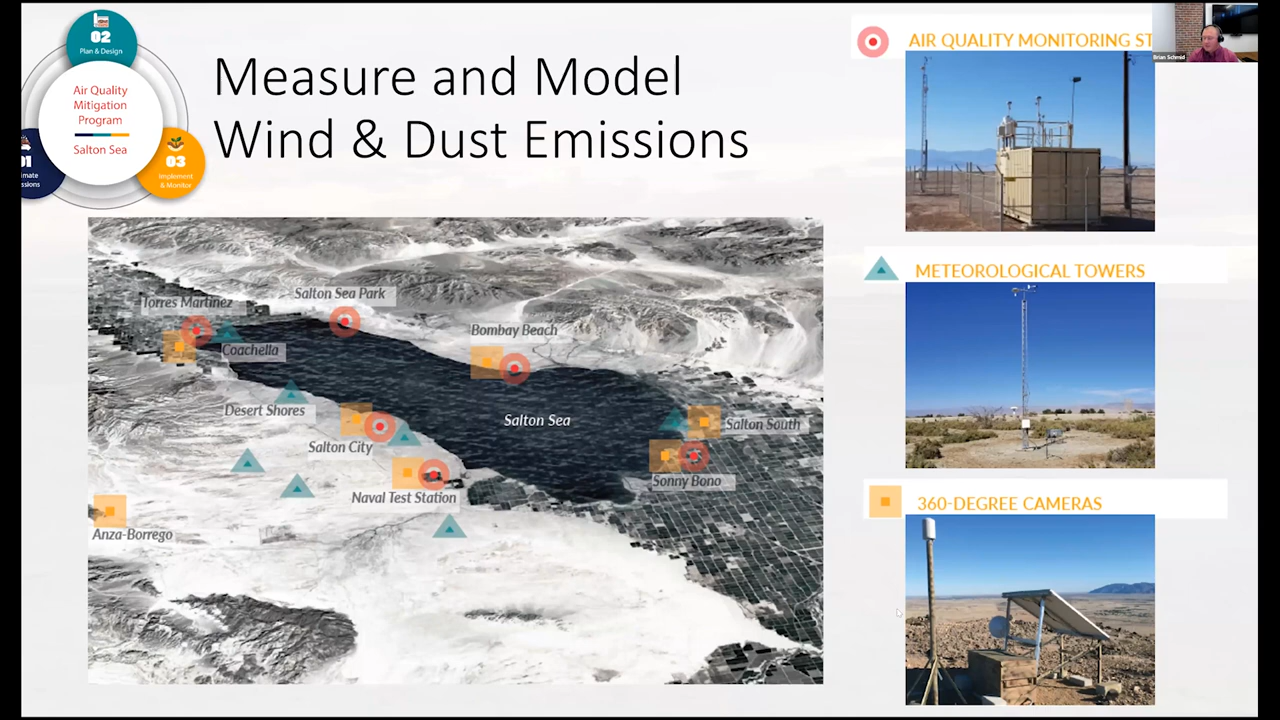 02
Plan & Design
Air Quality
Mitigation
Program
Salton Sea
03
Implement
& Monitor
Measure and Model
Wind & Dust Emissions
AIR QUALITY MONITORING ST
Brian Schmid
METEOROLOGICAL TOWERS
360-DEGREE CAMERAS
Torres Martinez
Salton Sea Park
Bombay Beach
Coachella
Desert Shores
Salton Sea
Salton South
Salton City
Sonny Bono
Naval Test Station
Anza-Borrego